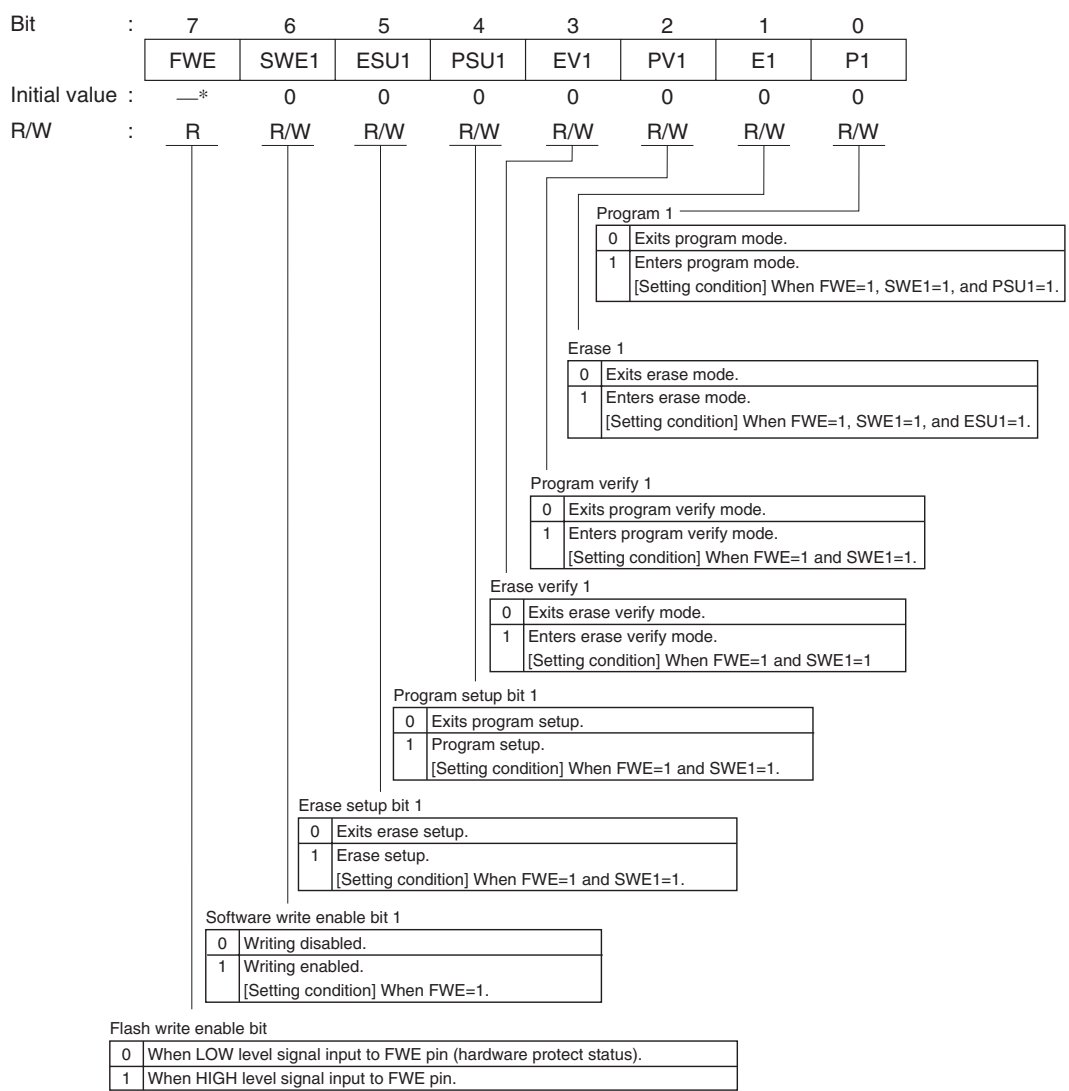 Bit : 7 6 5 4 3 2 1 0
FWE SWE1 ESU1 PSU1 EV1 PV1 E1 P1
Initial value : —* 0 0 0 0 0 0 0
R/W : R R/W R/W R/W R/W R/W R/W R/W
Program 1
0 Exits program mode.
1 Enters program mode.
[Setting condition] When FWE=1, SWE1=1, and PSU1=1.
Erase 1
0 Exits erase mode.
1 Enters erase mode.
[Setting condition] When FWE=1, SWE1=1, and ESU1=1.
Program verify 1
0 Exits program verify mode.
1 Enters program verify mode.
[Setting condition] When FWE=1 and SWE1=1.
Erase verify 1
0 Exits erase verify mode.
1 Enters erase verify mode.
[Setting condition] When FWE=1 and SWE1=1
Program setup bit 1
0 Exits program setup.
1 Program setup.
[Setting condition] When FWE=1 and SWE1=1.
Erase setup bit 1
0 Exits erase setup.
1 Erase setup.
[Setting condition] When FWE=1 and SWE1=1.
Software write enable bit 1
0 Writing disabled.
1 Writing enabled.
[Setting condition] When FWE=1.
Flash write enable bit
0 When LOW level signal input to FWE pin (hardware protect status).
1 When HIGH level signal input to FWE pin.